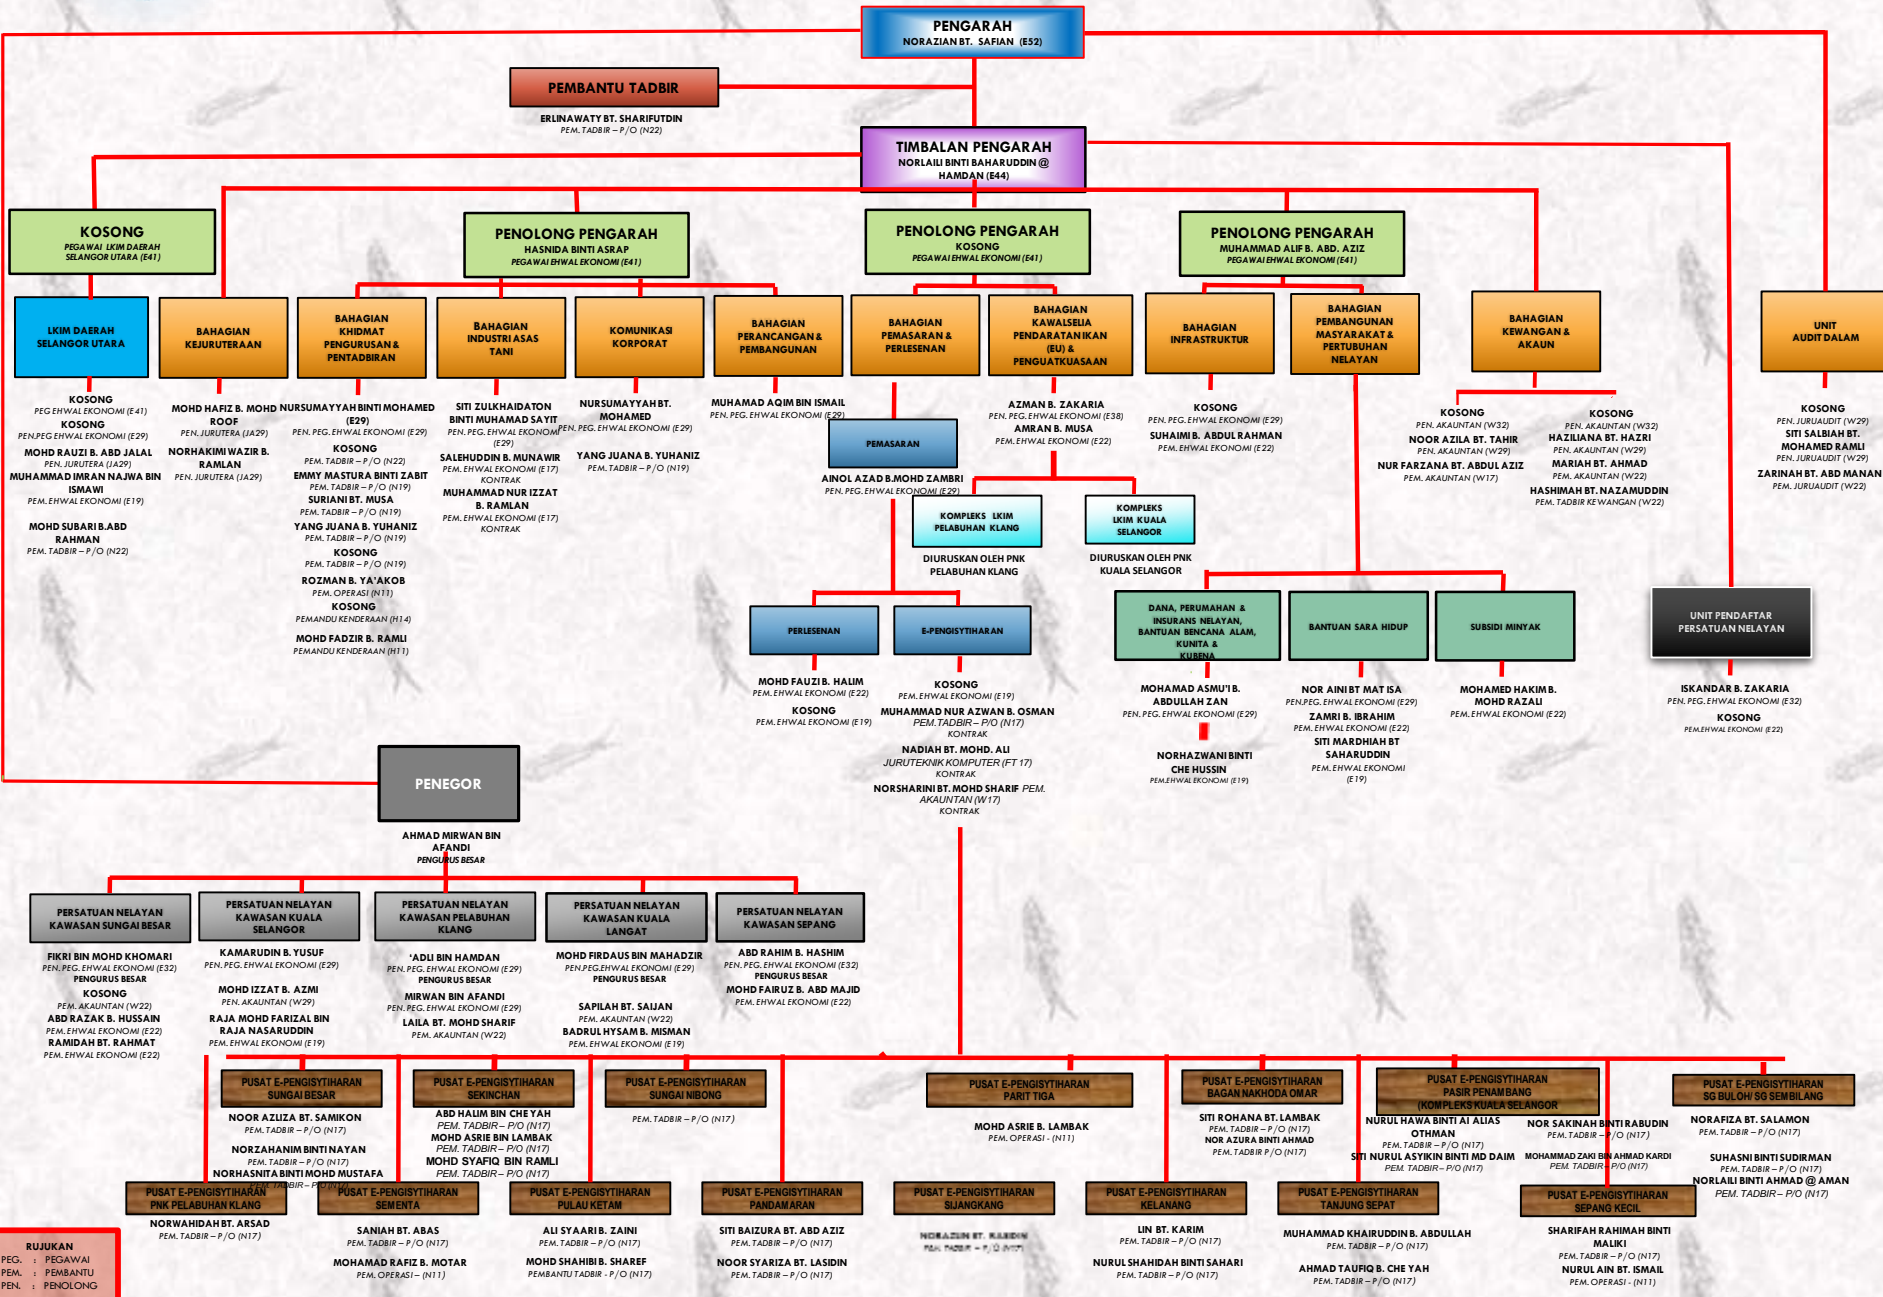 PENGARAH
NORAZIAN BT. SAFIAN (E52)
PEMBANTU TADBIR
ERLINAWATY BT. SHARIFUTDIN
PEM. TADBIR – P/O (N22)
TIMBALAN PENGARAH
NORLAILI BINTI BAHARUDDIN @
HAMDAN (E44)
KOSONG
PEGAWAI LKIM DAERAH
SELANGOR UTARA (E41)
PENOLONG PENGARAH
HASNIDA BINTI ASRAP
PEGAWAI EHWAL EKONOMI (E41)
PENOLONG PENGARAH
KOSONG
PEGAWAI EHWAL EKONOMI (E41)
PENOLONG PENGARAH
MUHAMMAD ALIF B. ABD. AZIZ
PEGAWAI EHWAL EKONOMI (E41)
LKIM DAERAH
SELANGOR UTARA
KOSONG
PEG EHWAL EKONOMI (E41)
KOSONG
PEN.PEG EHWAL EKONOMI (E29)
MOHD RAUZI B. ABD JALAL
PEN. JURUTERA (JA29)
MUHAMMAD IMRAN NAJWA BIN
ISMAWI
PEM. EHWAL EKONOMI (E19)
MOHD SUBARI B.ABD
RAHMAN
PEM. TADBIR – P/O (N22)
BAHAGIAN
KEJURUTERAAN
MOHD HAFIZ B. MOHD
ROOF
PEN. JURUTERA (JA29)
NORHAKIMI WAZIR B.
RAMLAN
PEN. JURUTERA (JA29)
BAHAGIAN
KHIDMAT
PENGURUSAN &
PENTADBIRAN
NURSUMAYYAH BINTI MOHAMED
(E29)
PEN. PEG. EHWAL EKONOMI (E29)
KOSONG
PEM. TADBIR – P/O (N22)
EMMY MASTURA BINTI ZABIT
PEM. TADBIR – P/O (N19)
SURIANI BT. MUSA
PEM. TADBIR – P/O (N19)
YANG JUANA B. YUHANIZ
PEM. TADBIR – P/O (N19)
KOSONG
PEM. TADBIR – P/O (N19)
ROZMAN B. YA'AKOB
PEM. OPERASI (N11)
KOSONG
PEMANDU KENDERAAN (H14)
MOHD FADZIR B. RAMLI
PEMANDU KENDERAAN (H11)
BAHAGIAN
INDUSTRI ASAS
TANI
SITI ZULKHAIDATON
BINTI MUHAMAD SAYIT
PEN. PEG. EHWAL EKONOMI
(E29)
SALEHUDDIN B. MUNAWIR
PEM. EHWAL EKONOMI (E17)
KONTRAK
MUHAMMAD NUR IZZAT
B. RAMLAN
PEM. EHWAL EKONOMI (E17)
KONTRAK
KOMUNIKASI
KORPORAT
NURSUMAYYAH BT.
MOHAMED
PEN. PEG. EHWAL EKONOMI (E29)
YANG JUANA B. YUHANIZ
PEM. TADBIR – P/O (N19)
BAHAGIAN
PERANCANGAN &
PEMBANGUNAN
MUHAMAD AQIM BIN ISMAIL
PEN. PEG. EHWAL EKONOMI (E29)
BAHAGIAN
PEMASARAN &
PERLESENAN
PEMASARAN
AINOL AZAD B.MOHD ZAMBRI
PEN. PEG. EHWAL EKONOMI (E29)
BAHAGIAN
KAWALSELIA
PENDARATAN IKAN
(EU) &
PENGUATKUASAAN
AZMAN B. ZAKARIA
PEN. PEG. EHWAL EKONOMI (E38)
AMRAN B. MUSA
PEM. EHWAL EKONOMI (E22)
KOMPLEKS LKIM
PELABUHAN KLANG
DIURUSKAN OLEH PNK
PELABUHAN KLANG
KOMPLEKS
LKIM KUALA
SELANGOR
DIURUSKAN OLEH PNK
KUALA SELANGOR
BAHAGIAN
INFRASTRUKTUR
KOSONG
PEN. PEG. EHWAL EKONOMI (E29)
SUHAIMI B. ABDUL RAHMAN
PEM. EHWAL EKONOMI (E22)
BAHAGIAN
PEMBANGUNAN
MASYARAKAT &
PERTUBUHAN
NELAYAN
BAHAGIAN
KEWANGAN &
AKAUN
KOSONG
PEN. AKAUNTAN (W32)
NOOR AZILA BT. TAHIR
PEN. AKAUNTAN (W29)
NUR FARZANA BT. ABDUL AZIZ
PEM. AKAUNTAN (W17)
KOSONG
PEN. AKAUNTAN (W32)
HAZILIANA BT. HAZRI
PEN. AKAUNTAN (W29)
MARIAH BT. AHMAD
PEM. AKAUNTAN (W22)
HASHIMAH BT. NAZAMUDDIN
PEM. TADBIR KEWANGAN (W22)
UNIT
AUDIT DALAM
KOSONG
PEN. JURUAUDIT (W29)
SITI SALBIAH BT.
MOHAMED RAMLI
PEN. JURUAUDIT (W29)
ZARINAH BT. ABD MANAN
PEM. JURUAUDIT (W22)
PERLESENAN
MOHD FAUZI B. HALIM
PEM. EHWAL EKONOMI (E22)
KOSONG
PEM. EHWAL EKONOMI (E19)
E-PENGISYTIHARAN
KOSONG
PEM. EHWAL EKONOMI (E19)
MUHAMMAD NUR AZWAN B. OSMAN
PEM.TADBIR – P/O (N17)
KONTRAK
NADIAH BT. MOHD. ALI
JURUTEKNIK KOMPUTER (FT 17)
KONTRAK
NORSHARINI BT. MOHD SHARIF PEM.
AKAUNTAN (W17)
KONTRAK
DANA, PERUMAHAN &
INSURANS NELAYAN,
BANTUAN BENCANA ALAM,
KUNITA &
KUBENA
MOHAMAD ASMU'I B.
ABDULLAH ZAN
PEN. PEG. EHWAL EKONOMI (E29)
NORHAZWANI BINTI
CHE HUSSIN
PEM.EHWAL EKONOMI (E19)
BANTUAN SARA HIDUP
NOR AINI BT MAT ISA
PEN.PEG. EHWAL EKONOMI (E29)
ZAMRI B. IBRAHIM
PEM. EHWAL EKONOMI (E22)
SITI MARDHIAH BT
SAHARUDDIN
PEM. EHWAL EKONOMI
(E19)
SUBSIDI MINYAK
MOHAMED HAKIM B.
MOHD RAZALI
PEM. EHWAL EKONOMI (E22)
UNIT PENDAFTAR
PERSATUAN NELAYAN
ISKANDAR B. ZAKARIA
PEN. PEG. EHWAL EKONOMI (E32)
KOSONG
PEM.EHWAL EKONOMI (E22)
PENEGOR
AHMAD MIRWAN BIN
AFANDI
PENGURUS BESAR
PERSATUAN NELAYAN
KAWASAN SUNGAI BESAR
FIKRI BIN MOHD KHOMARI
PEN. PEG. EHWAL EKONOMI (E32)
PENGURUS BESAR
KOSONG
PEM. AKAUNTAN (W22)
ABD RAZAK B. HUSSAIN
PEM. EHWAL EKONOMI (E22)
RAMIDAH BT. RAHMAT
PEM. EHWAL EKONOMI (E22)
PERSATUAN NELAYAN
KAWASAN KUALA
SELANGOR
KAMARUDIN B. YUSUF
PEN. PEG. EHWAL EKONOMI (E29)
MOHD IZZAT B. AZMI
PEN. AKAUNTAN (W29)
RAJA MOHD FARIZAL BIN
RAJA NASARUDDIN
PEM. EHWAL EKONOMI (E19)
PERSATUAN NELAYAN
KAWASAN PELABUHAN
KLANG
'ADLI BIN HAMDAN
PEN. PEG. EHWAL EKONOMI (E29)
PENGURUS BESAR
MIRWAN BIN AFANDI
PEN. PEG. EHWAL EKONOMI (E29)
LAILA BT. MOHD SHARIF
PEM. AKAUNTAN (W22)
PERSATUAN NELAYAN
KAWASAN KUALA
LANGAT
MOHD FIRDAUS BIN MAHADZIR
PEN.PEG.EHWAL EKONOMI (E29)
PENGURUS BESAR
SAPILAH BT. SAIJAN
PEM. AKAUNTAN (W22)
BADRUL HYSAM B. MISMAN
PEM. EHWAL EKONOMI (E19)
PERSATUAN NELAYAN
KAWASAN SEPANG
ABD RAHIM B. HASHIM
PEN. PEG. EHWAL EKONOMI (E32)
PENGURUS BESAR
MOHD FAIRUZ B. ABD MAJID
PEM. EHWAL EKONOMI (E22)
PUSAT E-PENGISYTIHARAN
SUNGAI BESAR
NOOR AZLIZA BT. SAMIKON
PEM. TADBIR – P/O (N17)
NORZAHANIM BINTI NAYAN
PEM. TADBIR – P/O (N17)
NORHASNITA BINTI MOHD MUSTAFA
PEM. TADBIR – P/O (N17)
PUSAT E-PENGISYTIHARAN
SEKINCHAN
ABD HALIM BIN CHE YAH
PEM. TADBIR – P/O (N17)
MOHD ASRIE BIN LAMBAK
PEM. TADBIR – P/O (N17)
MOHD SYAFIQ BIN RAMLI
PEM. TADBIR – P/O (N17)
PUSAT E-PENGISYTIHARAN
SUNGAI NIBONG
PEM. TADBIR – P/O (N17)
PUSAT E-PENGISYTIHARAN
PARIT TIGA
MOHD ASRIE B. LAMBAK
PEM. OPERASI - (N11)
PUSAT E-PENGISYTIHARAN
BAGAN NAKHODA OMAR
SITI ROHANA BT. LAMBAK
PEM. TADBIR – P/O (N17)
NOR AZURA BINTI AHMAD
PEM. TADBIR P/O (N17)
PUSAT E-PENGISYTIHARAN
PASIR PENAMBANG
(KOMPLEKS KUALA SELANGOR
NURUL HAWA BINTI AI ALIAS
OTHMAN
PEM. TADBIR – P/O (N17)
SITI NURUL ASYIKIN BINTI MD DAIM
PEM. TADBIR – P/O (N17)
NOR SAKINAH BINTI RABUDIN
PEM. TADBIR – P/O (N17)
MOHAMMAD ZAKI BIN AHMAD KARDI
PEM. TADBIR – P/O (N17)
PUSAT E-PENGISYTIHARAN
SG BULOH/ SG SEMBILANG
NORAFIZA BT. SALAMON
PEM. TADBIR – P/O (N17)
SUHASNI BINTI SUDIRMAN
PEM. TADBIR – P/O (N17)
NORLAILI BINTI AHMAD @ AMAN
PEM. TADBIR – P/O (N17)
PUSAT E-PENGISYTIHARAN
PNK PELABUHAN KLANG
NORWAHIDAH BT. ARSAD
PEM. TADBIR – P/O (N17)
PUSAT E-PENGISYTIHARAN
SEMENTA
SANIAH BT. ABAS
PEM. TADBIR – P/O (N17)
MOHAMAD RAFIZ B. MOTAR
PEM. OPERASI – (N11)
PUSAT E-PENGISYTIHARAN
PULAU KETAM
ALI SYAARI B. ZAINI
PEM. TADBIR – P/O (N17)
MOHD SHAHIBI B. SHAREF
PEMBANTU TADBIR - P/O (N17)
PUSAT E-PENGISYTIHARAN
PANDAMARAN
SITI BAIZURA BT. ABD AZIZ
PEM. TADBIR – P/O (N17)
NOOR SYARIZA BT. LASIDIN
PEM. TADBIR – P/O (N17)
PUSAT E-PENGISYTIHARAN
SIJANGKANG
PEM. TADBIR – P/O (N17)
PUSAT E-PENGISYTIHARAN
KELANANG
LIN BT. KARIM
PEM. TADBIR – P/O (N17)
NURUL SHAHIDAH BINTI SAHARI
PEM. TADBIR – P/O (N17)
PUSAT E-PENGISYTIHARAN
TANJUNG SEPAT
MUHAMMAD KHAIRUDDIN B. ABDULLAH
PEM. TADBIR – P/O (N17)
AHMAD TAUFIQ B. CHE YAH
PEM. TADBIR – P/O (N17)
PUSAT E-PENGISYTIHARAN
SEPANG KECIL
SHARIFAH RAHIMAH BINTI
MALIKI
PEM. TADBIR – P/O (N17)
NURUL AIN BT. ISMAIL
PEM. OPERASI - (N11)
RUJUKAN
PEG. : PEGAWAI
PEM. : PEMBANTU
PEN. : PENOLONG